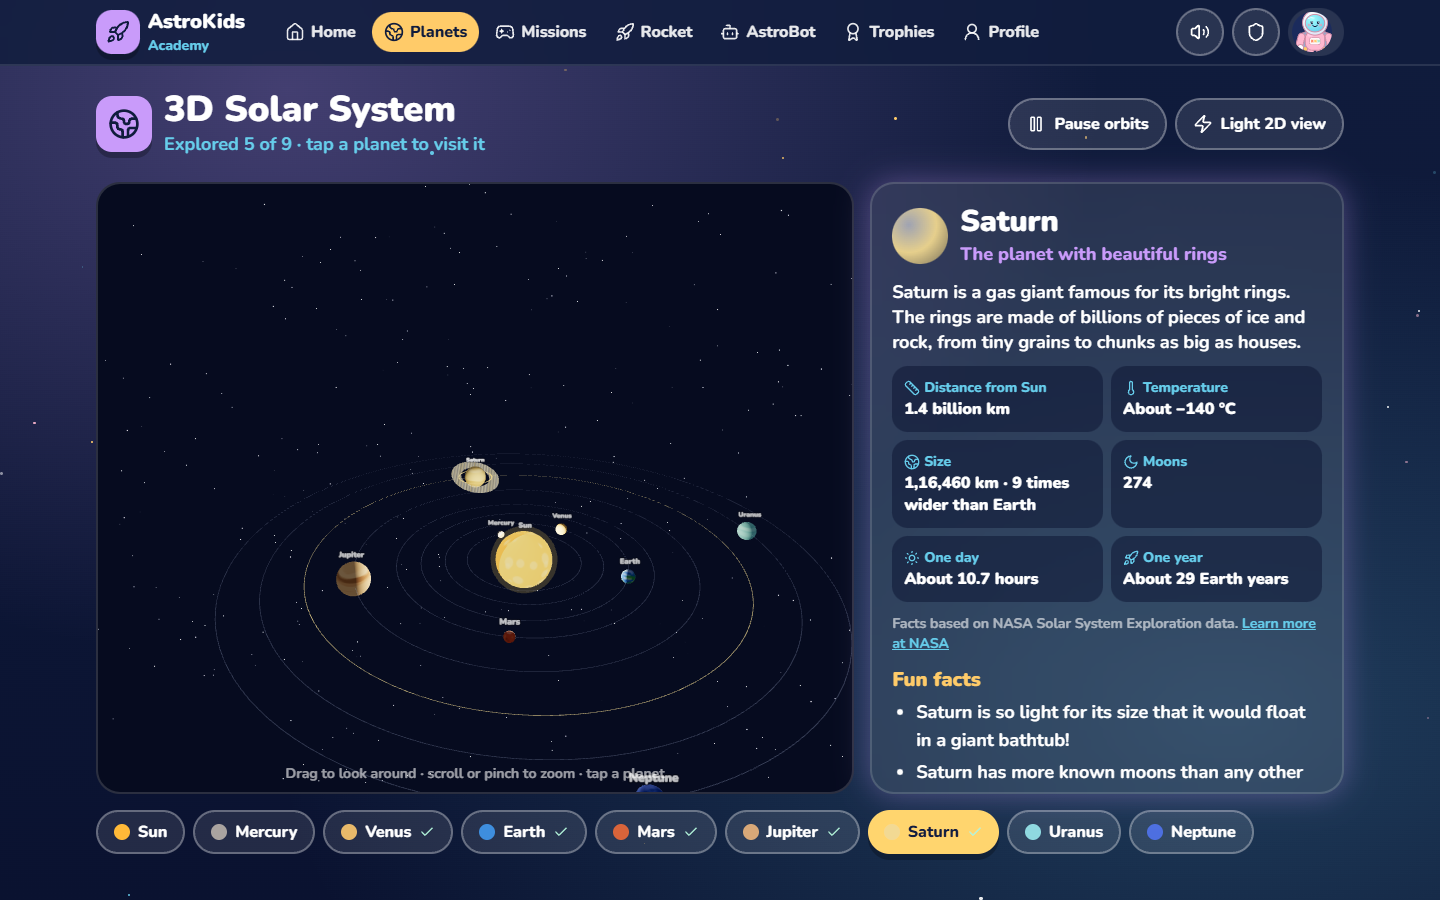 AstroKids
Academy
Home
Planets
Missions
Rocket
AstroBot
Trophies
Profile
3D Solar System
Explored 5 of 9 · tap a planet to visit it
Pause orbits
Light 2D view
Saturn
Mercury
Sun
Venus
Uranus
Jupiter
Earth
Mars
Drag to look around · scroll or pinch to zoom · tap a planet
Neptune
Saturn
The planet with beautiful rings
Saturn is a gas giant famous for its bright rings.
The rings are made of billions of pieces of ice and
rock, from tiny grains to chunks as big as houses.
Distance from Sun
1.4 billion km
Temperature
About −140 °C
Size
1,16,460 km · 9 times
wider than Earth
Moons
274
One day
About 10.7 hours
One year
About 29 Earth years
Facts based on NASA Solar System Exploration data. Learn more
at NASA
Fun facts
• Saturn is so light for its size that it would float
in a giant bathtub!
• Saturn has more known moons than any other
Sun
Mercury
Venus ✓
Earth ✓
Mars ✓
Jupiter ✓
Saturn ✓
Uranus
Neptune